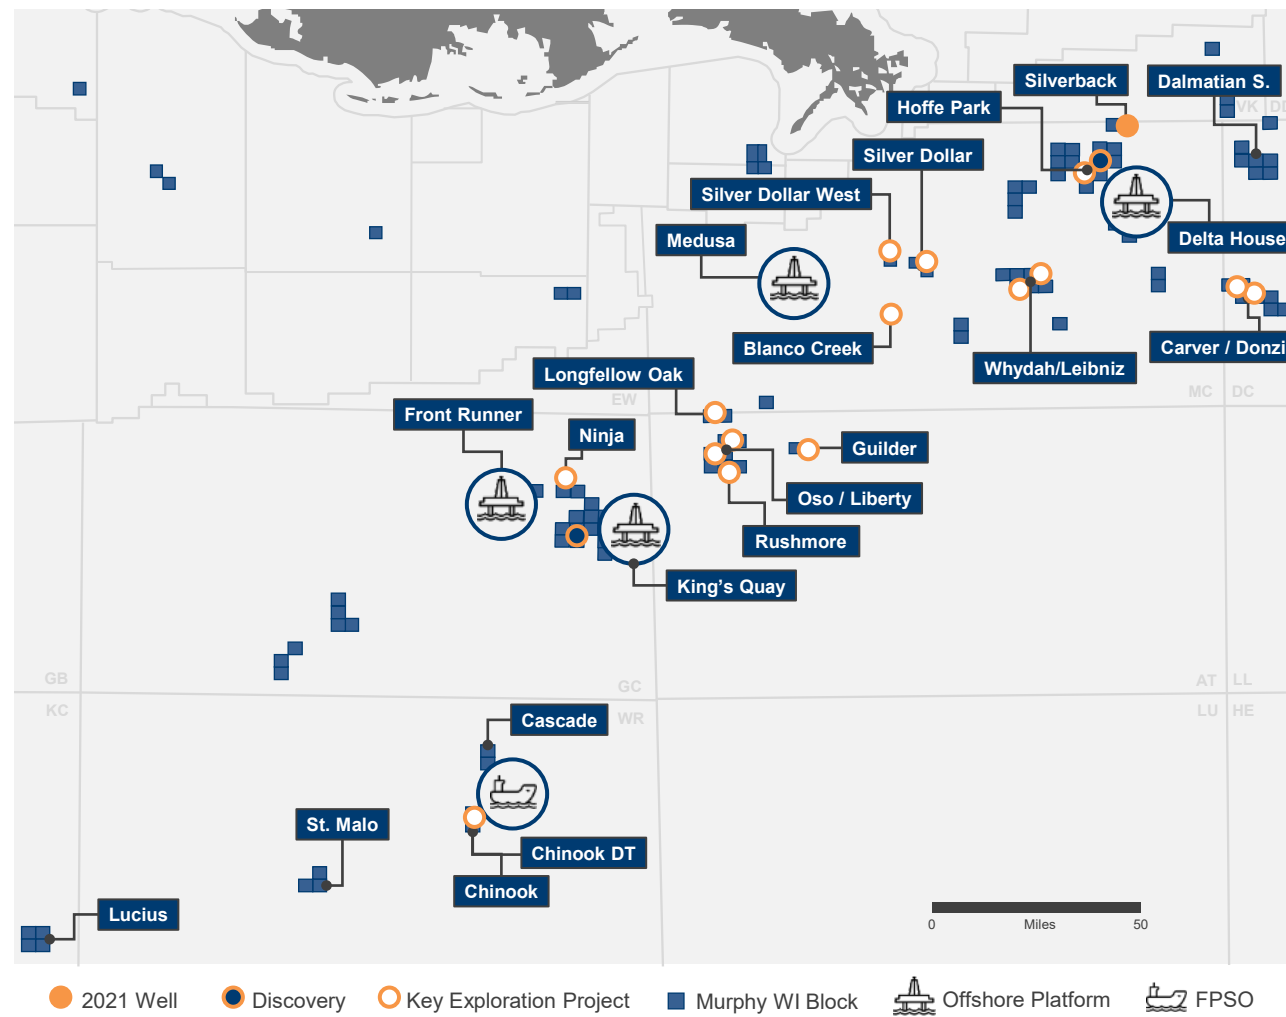 Silverback
Dalmatian S.
Hoffe Park
VK
Silver Dollar
Silver Dollar West
Medusa
Delta House
Blanco Creek
Carver / Donzi
Whydah/Leibniz
Longfellow Oak
EW
MC
DC
Front Runner
Ninja
Guilder
Oso / Liberty
Rushmore
King’s Quay
GB
GC
AT
LL
KC
WR
LU
HE
Cascade
St. Malo
Chinook DT
Chinook
Lucius
0 Miles 50
2021 Well Discovery Key Exploration Project Murphy WI Block Offshore Platform FPSO